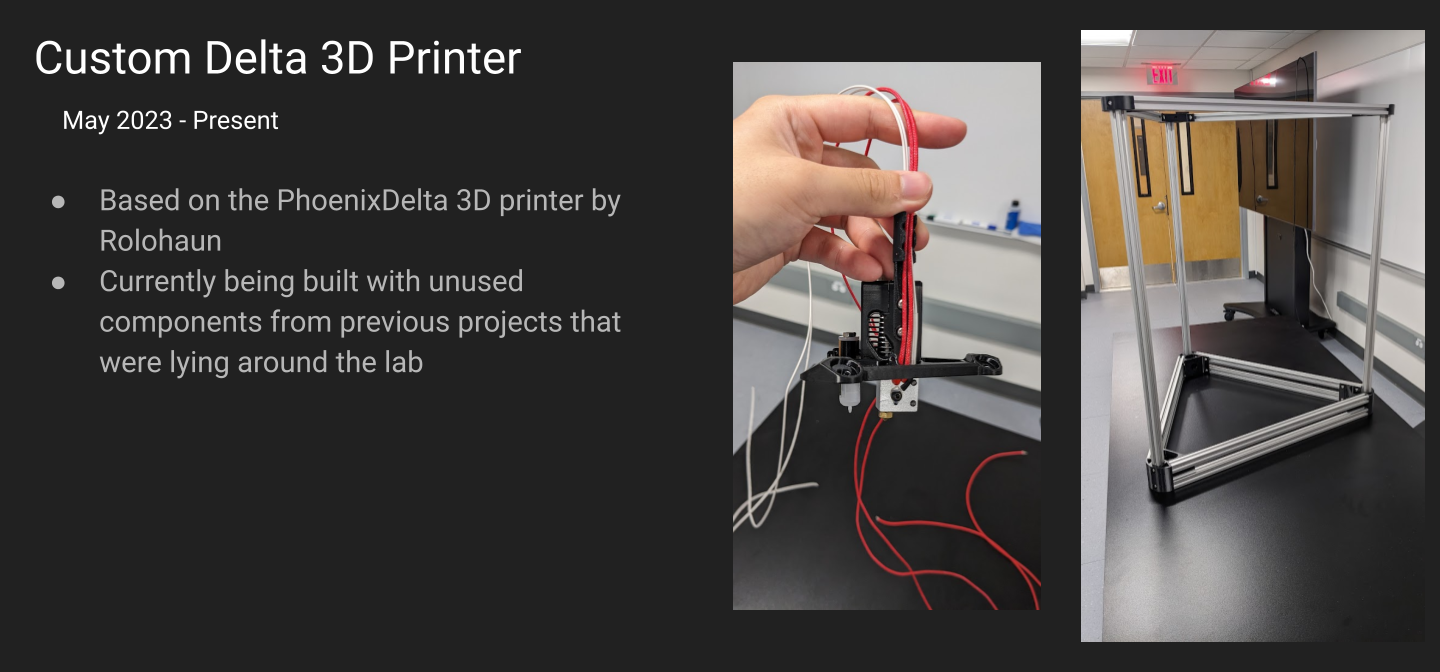 Custom Delta 3D Printer
May 2023 - Present
● Based on the PhoenixDelta 3D printer by
Rolohaun
● Currently being built with unused
components from previous projects that
were lying around the lab
EXIT